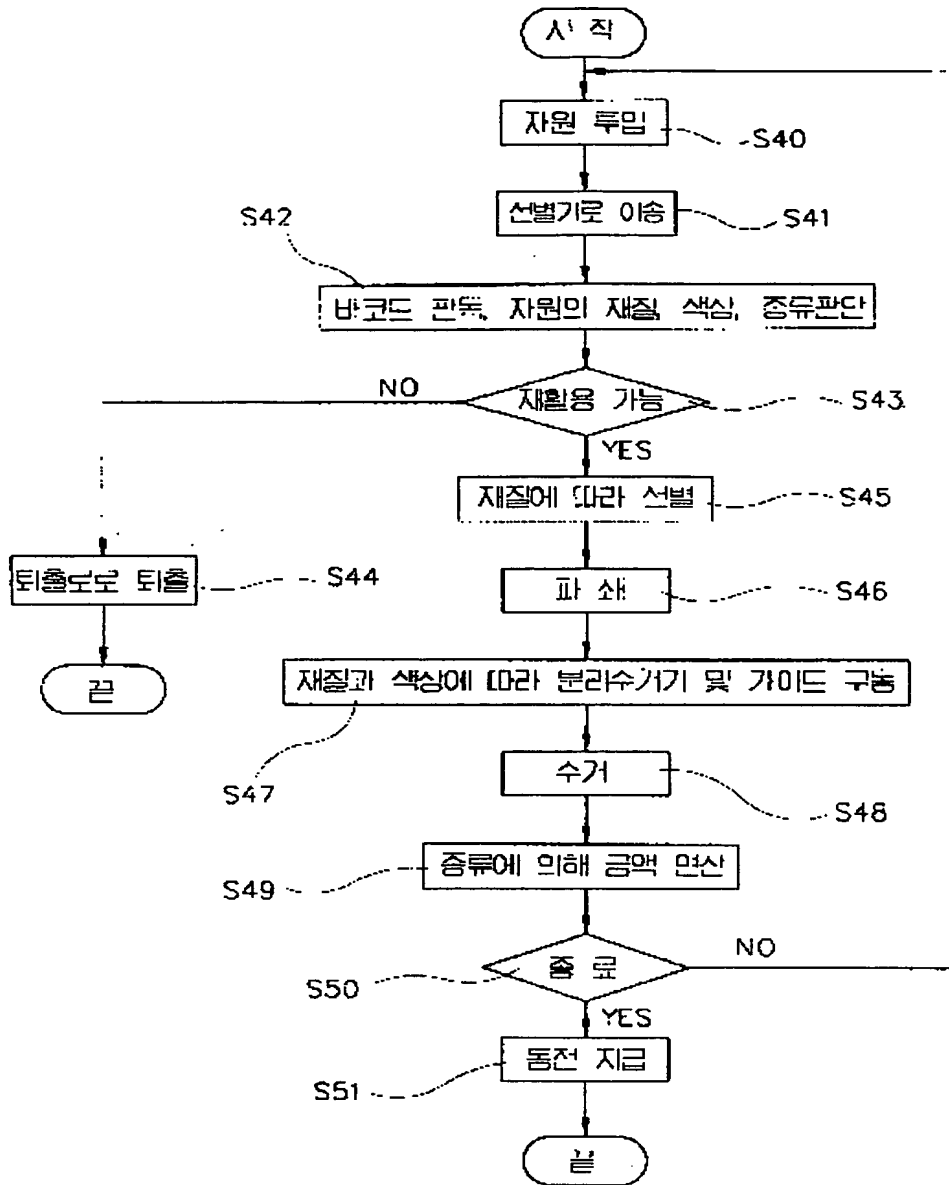 시 작
자원 투입
S40
선별기로 이송
S41
S42
바코드 판독, 자원의 재질, 색상, 종류판단
재활용 가능
S43
NO
YES
재질에 따라 선별
S45
퇴출로로 퇴출
S44
파 쇄
S46
끝
재질과 색상에 따라 분리수거기 및 가이드 구동
S47
수거
S48
종류에 의해 금액 연산
S49
종 료
S50
NO
YES
동전 지급
S51
끝